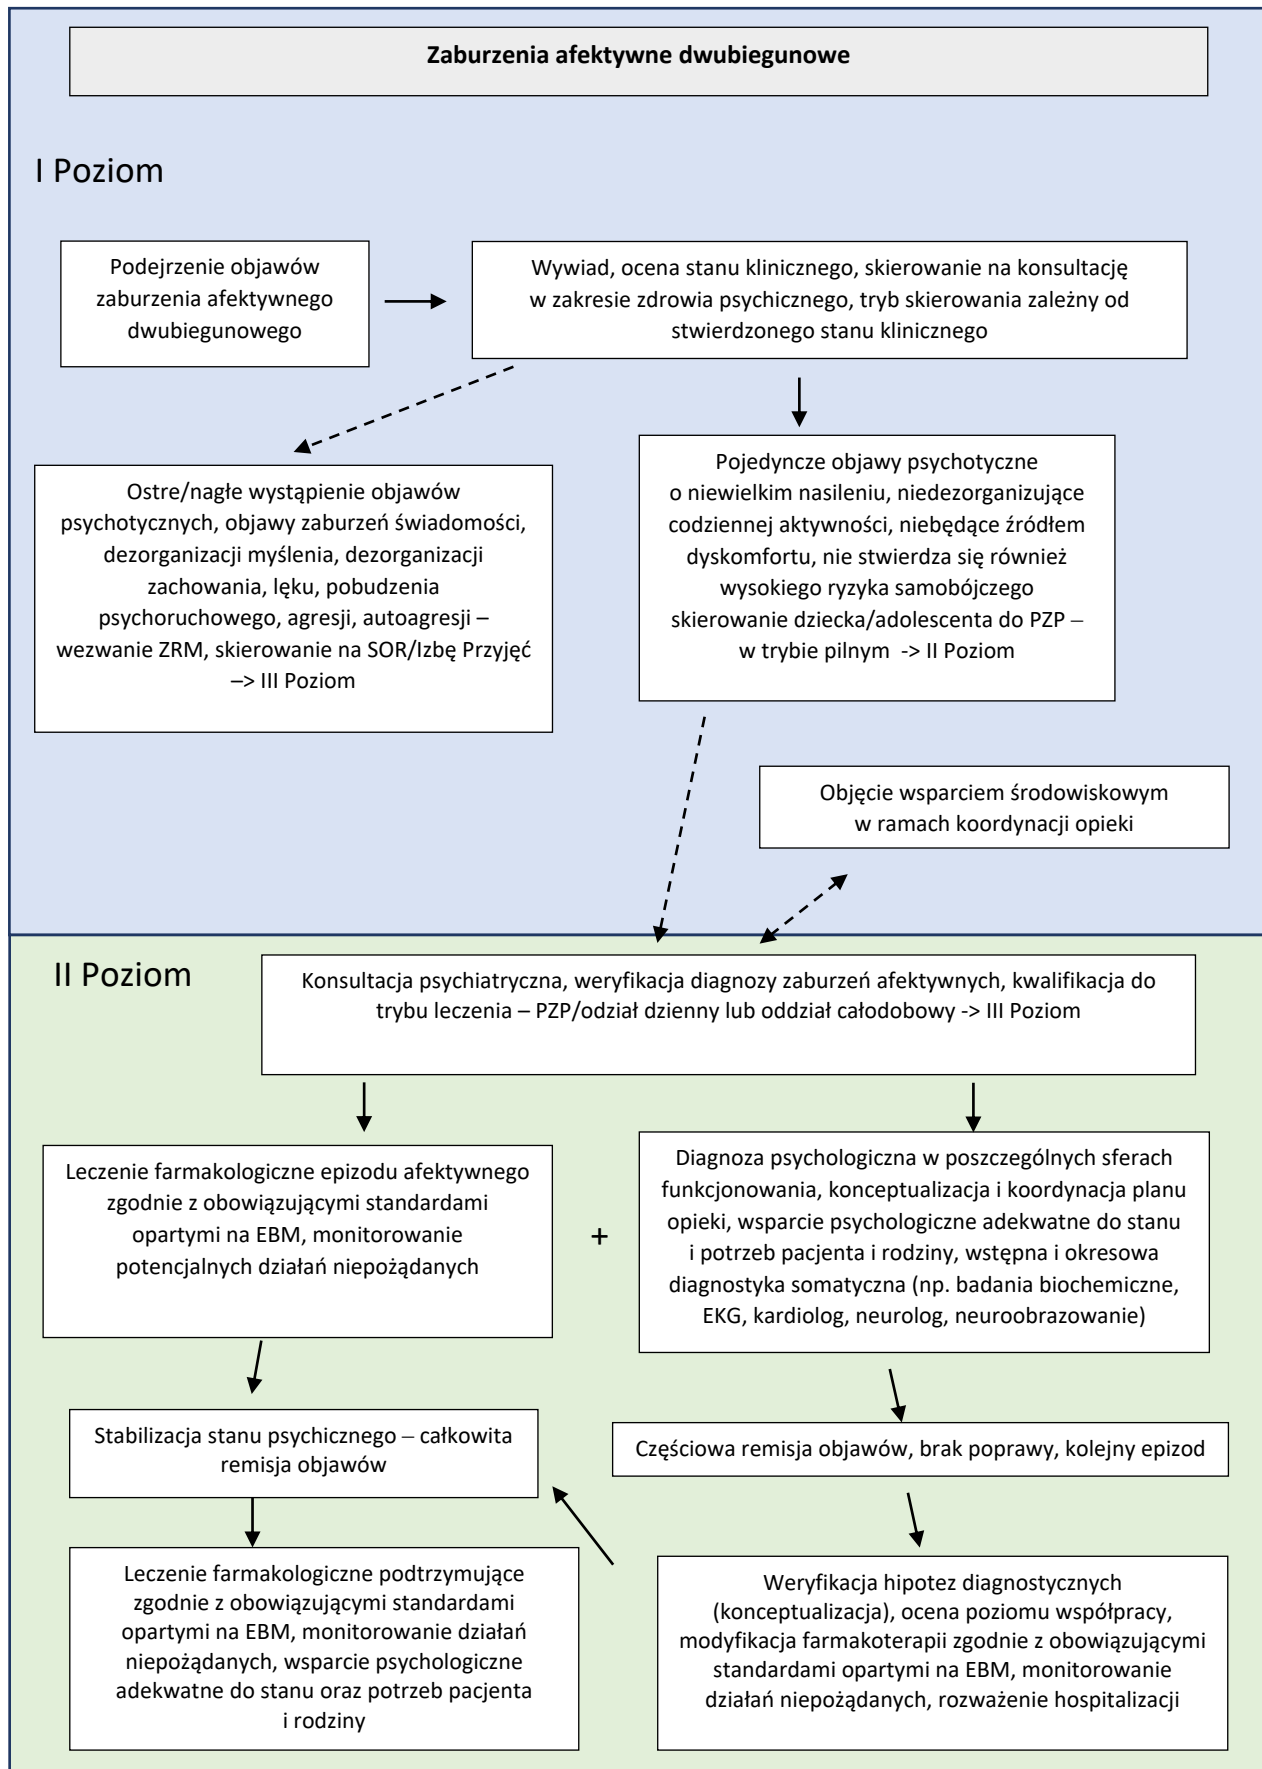 Zaburzenia afektywne dwubiegunowe
I Poziom
Podejrzenie objawów
zaburzenia afektywnego
dwubiegunowego
Wywiad, ocena stanu klinicznego, skierowanie na konsultację
w zakresie zdrowia psychicznego, tryb skierowania zależny od
stwierdzonego stanu klinicznego
Ostre/nagłe wystąpienie objawów
psychotycznych, objawy zaburzeń świadomości,
dezorganizacji myślenia, dezorganizacji
zachowania, lęku, pobudzenia
psychoruchowego, agresji, autoagresji –
wezwanie ZRM, skierowanie na SOR/Izbę Przyjęć
–> III Poziom
Pojedyncze objawy psychotyczne
o niewielkim nasileniu, niedezorganizujące
codziennej aktywności, niebędące źródłem
dyskomfortu, nie stwierdza się również
wysokiego ryzyka samobójczego
skierowanie dziecka/adolescenta do PZP –
w trybie pilnym -> II Poziom
Objęcie wsparciem środowiskowym
w ramach koordynacji opieki
II Poziom
Konsultacja psychiatryczna, weryfikacja diagnozy zaburzeń afektywnych, kwalifikacja do
trybu leczenia – PZP/odział dzienny lub oddział całodobowy -> III Poziom
Leczenie farmakologiczne epizodu afektywnego
zgodnie z obowiązującymi standardami
opartymi na EBM, monitorowanie
potencjalnych działań niepożądanych
+
Diagnoza psychologiczna w poszczególnych sferach
funkcjonowania, konceptualizacja i koordynacja planu
opieki, wsparcie psychologiczne adekwatne do stanu
i potrzeb pacjenta i rodziny, wstępna i okresowa
diagnostyka somatyczna (np. badania biochemiczne,
EKG, kardiolog, neurolog, neuroobrazowanie)
Stabilizacja stanu psychicznego – całkowita
remisja objawów
Częściowa remisja objawów, brak poprawy, kolejny epizod
Leczenie farmakologiczne podtrzymujące
zgodnie z obowiązującymi standardami
opartymi na EBM, monitorowanie działań
niepożądanych, wsparcie psychologiczne
adekwatne do stanu oraz potrzeb pacjenta
i rodziny
Weryfikacja hipotez diagnostycznych
(konceptualizacja), ocena poziomu współpracy,
modyfikacja farmakoterapii zgodnie z obowiązującymi
standardami opartymi na EBM, monitorowanie
działań niepożądanych, rozważenie hospitalizacji